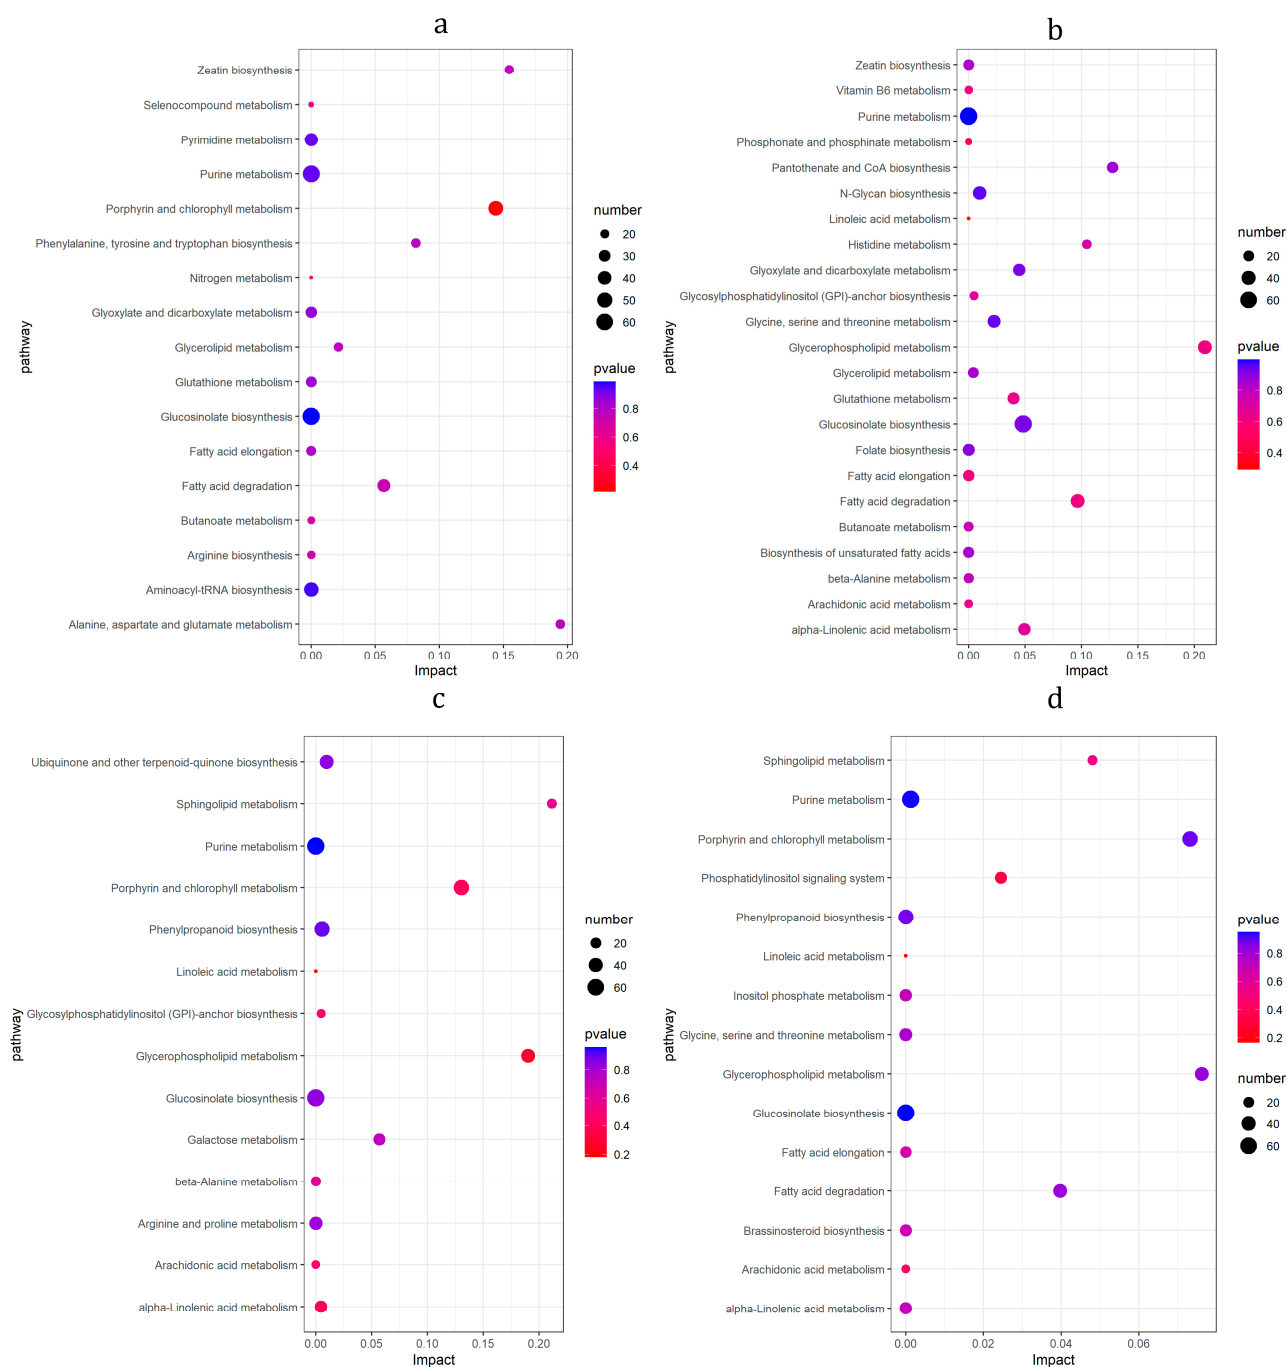 a
Zeatin biosynthesis
Selenocompound metabolism
Pyrimidine metabolism
Purine metabolism
Porphyrin and chlorophyll metabolism
Phenylalanine, tyrosine and tryptophan biosynthesis
Nitrogen metabolism
Glyoxylate and dicarboxylate metabolism
Glycerolipid metabolism
Glutathione metabolism
Glucosinolate biosynthesis
Fatty acid elongation
Fatty acid degradation
Butanoate metabolism
Arginine biosynthesis
Aminoacyl-tRNA biosynthesis
Alanine, aspartate and glutamate metabolism
pathway
0.00 0.05 0.10 0.15 0.20
Impact
number
20
30
40
50
60
pvalue
0.8
0.6
0.4
b
Zeatin biosynthesis
Vitamin B6 metabolism
Purine metabolism
Phosphonate and phosphinate metabolism
Pantothenate and CoA biosynthesis
N-Glycan biosynthesis
Linoleic acid metabolism
Histidine metabolism
Glyoxylate and dicarboxylate metabolism
Glycosylphosphatidylinositol (GPI)-anchor biosynthesis
Glycine, serine and threonine metabolism
Glycerophospholipid metabolism
Glycerolipid metabolism
Glutathione metabolism
Glucosinolate biosynthesis
Folate biosynthesis
Fatty acid elongation
Fatty acid degradation
Butanoate metabolism
Biosynthesis of unsaturated fatty acids
beta-Alanine metabolism
Arachidonic acid metabolism
alpha-Linolenic acid metabolism
pathway
0.00 0.05 0.10 0.15 0.20
Impact
number
20
40
60
pvalue
0.8
0.6
0.4
c
Ubiquinone and other terpenoid-quinone biosynthesis
Sphingolipid metabolism
Purine metabolism
Porphyrin and chlorophyll metabolism
Phenylpropanoid biosynthesis
Linoleic acid metabolism
Glycosylphosphatidylinositol (GPI)-anchor biosynthesis
Glycerophospholipid metabolism
Glucosinolate biosynthesis
Galactose metabolism
beta-Alanine metabolism
Arginine and proline metabolism
Arachidonic acid metabolism
alpha-Linolenic acid metabolism
pathway
0.00 0.05 0.10 0.15 0.20
Impact
number
20
40
60
pvalue
0.8
0.6
0.4
0.2
d
Sphingolipid metabolism
Purine metabolism
Porphyrin and chlorophyll metabolism
Phosphatidylinositol signaling system
Phenylpropanoid biosynthesis
Linoleic acid metabolism
Inositol phosphate metabolism
Glycine, serine and threonine metabolism
Glycerophospholipid metabolism
Glucosinolate biosynthesis
Fatty acid elongation
Fatty acid degradation
Brassinosteroid biosynthesis
Arachidonic acid metabolism
alpha-Linolenic acid metabolism
pathway
0.00 0.02 0.04 0.06
Impact
pvalue
0.8
0.6
0.4
0.2
number
20
40
60